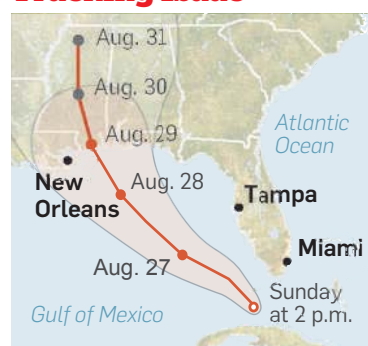 Aug. 31
Aug. 30
Aug. 29
Atlantic
Ocean
New
Orleans
Aug. 28
Tampa
Miami
Aug. 27
Sunday
at 2 p.m.
Gulf of Mexico